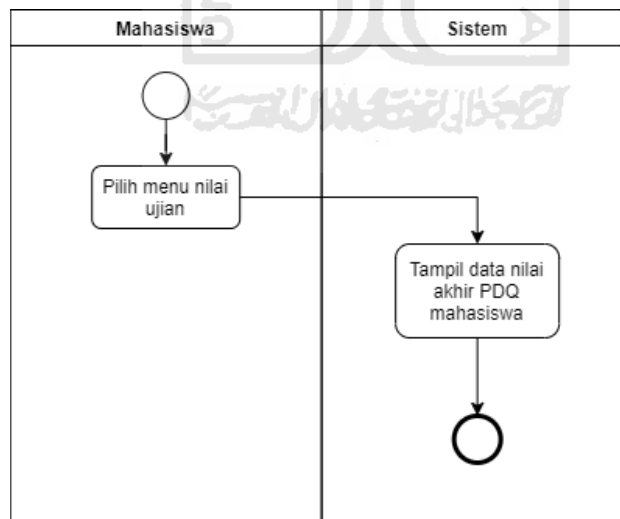 Mahasiswa
Sistem
Pilih menu nilai
ujian
Tampil data nilai
akhir PDQ
mahasiswa